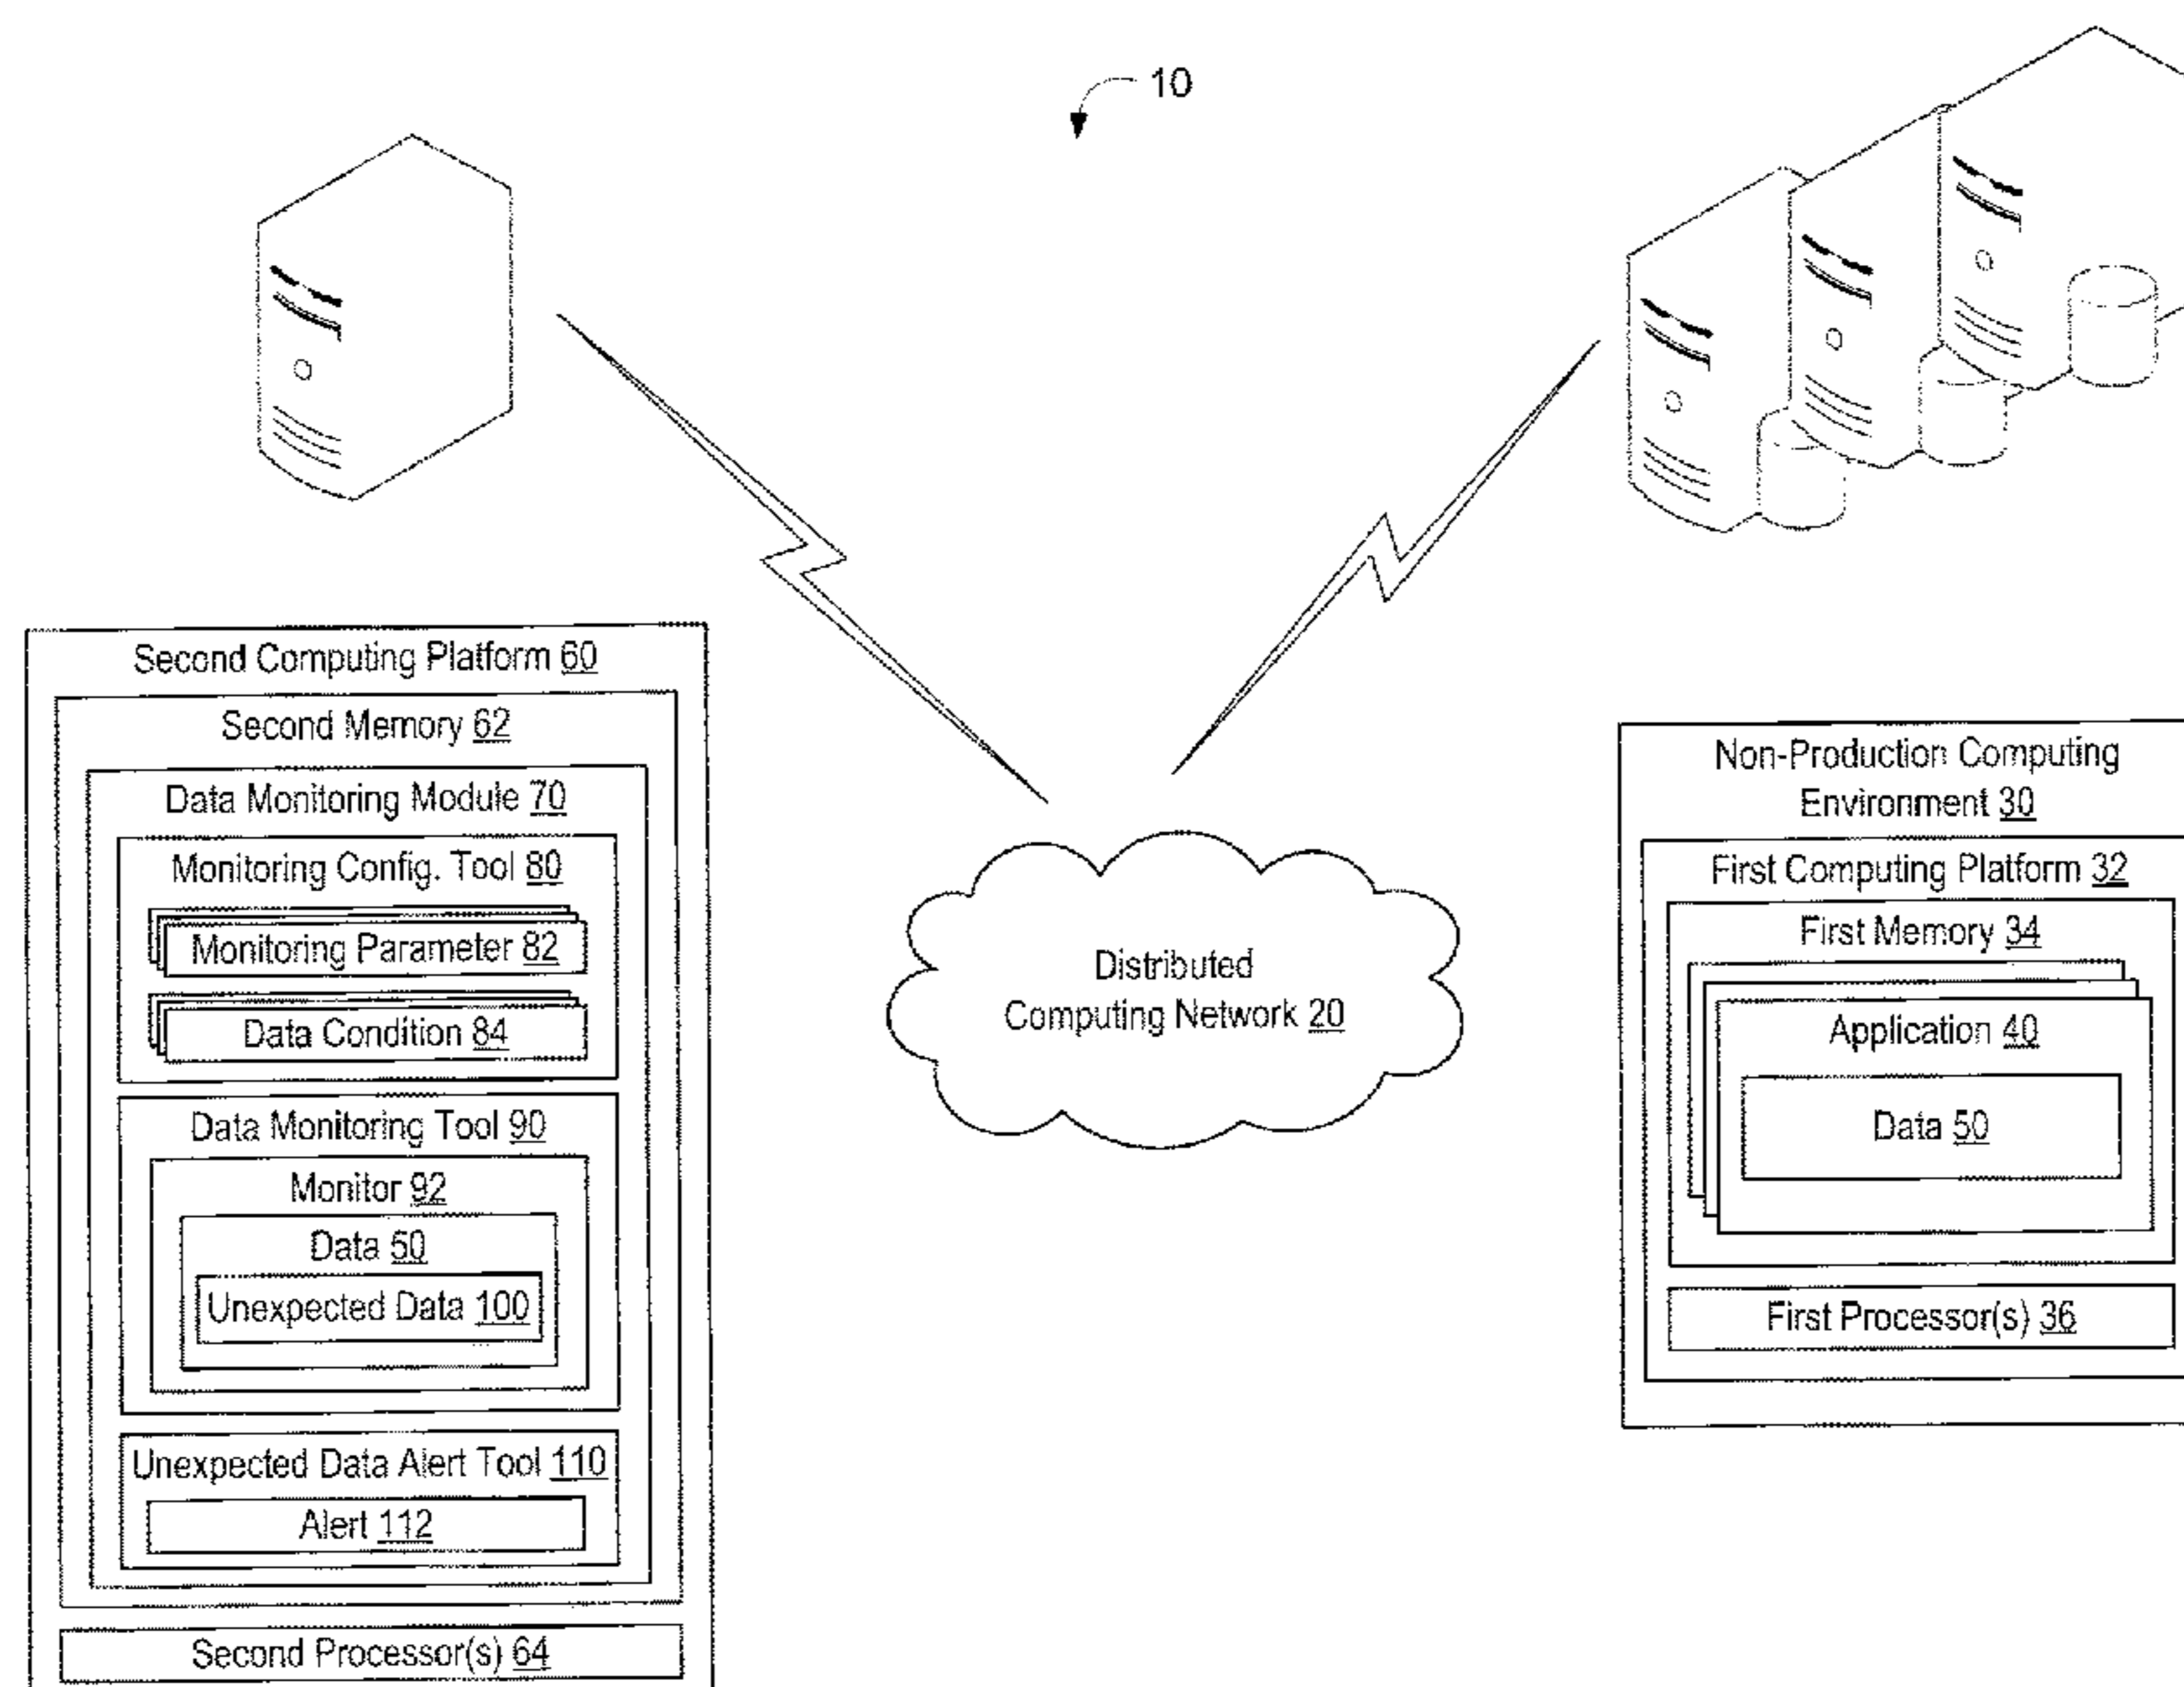 10
Second Computing Platform 60
Second Memory 62
Data Monitoring Module 70
Monitoring Config. Tool 80
Monitoring Parameter 82
Data Condition 84
Data Monitoring Tool 90
Monitor 92
Data 50
Unexpected Data 100
Unexpected Data Alert Tool 110
Alert 112
Second Processor(s) 64
Distributed
Computing Network 20
Non-Production Computing
Environment 30
First Computing Platform 32
First Memory 34
Application 40
Data 50
First Processor(s) 36